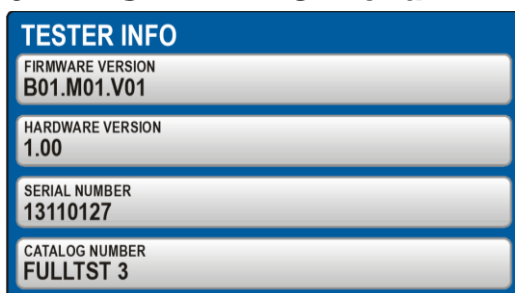 TESTER INFO
FIRMWARE VERSION
B01.M01.V01
HARDWARE VERSION
1.00
SERIAL NUMBER
13110127
CATALOG NUMBER
FULLTST 3